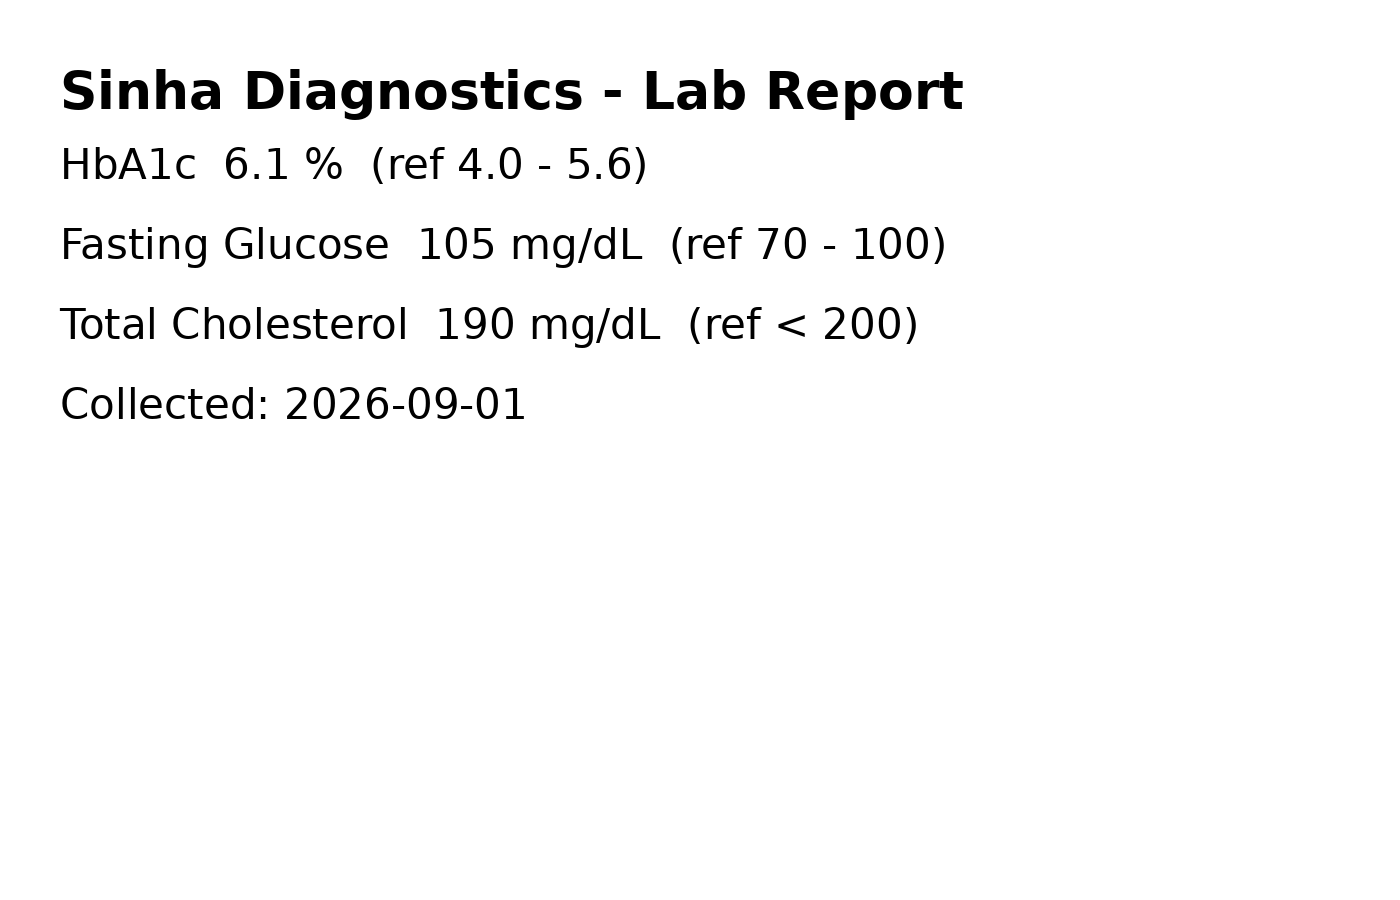 Sinha Diagnostics - Lab Report
HbA1c  6.1 %  (ref 4.0 - 5.6)
Fasting Glucose  105 mg/dL  (ref 70 - 100)
Total Cholesterol  190 mg/dL  (ref < 200)
Collected: 2026-09-01